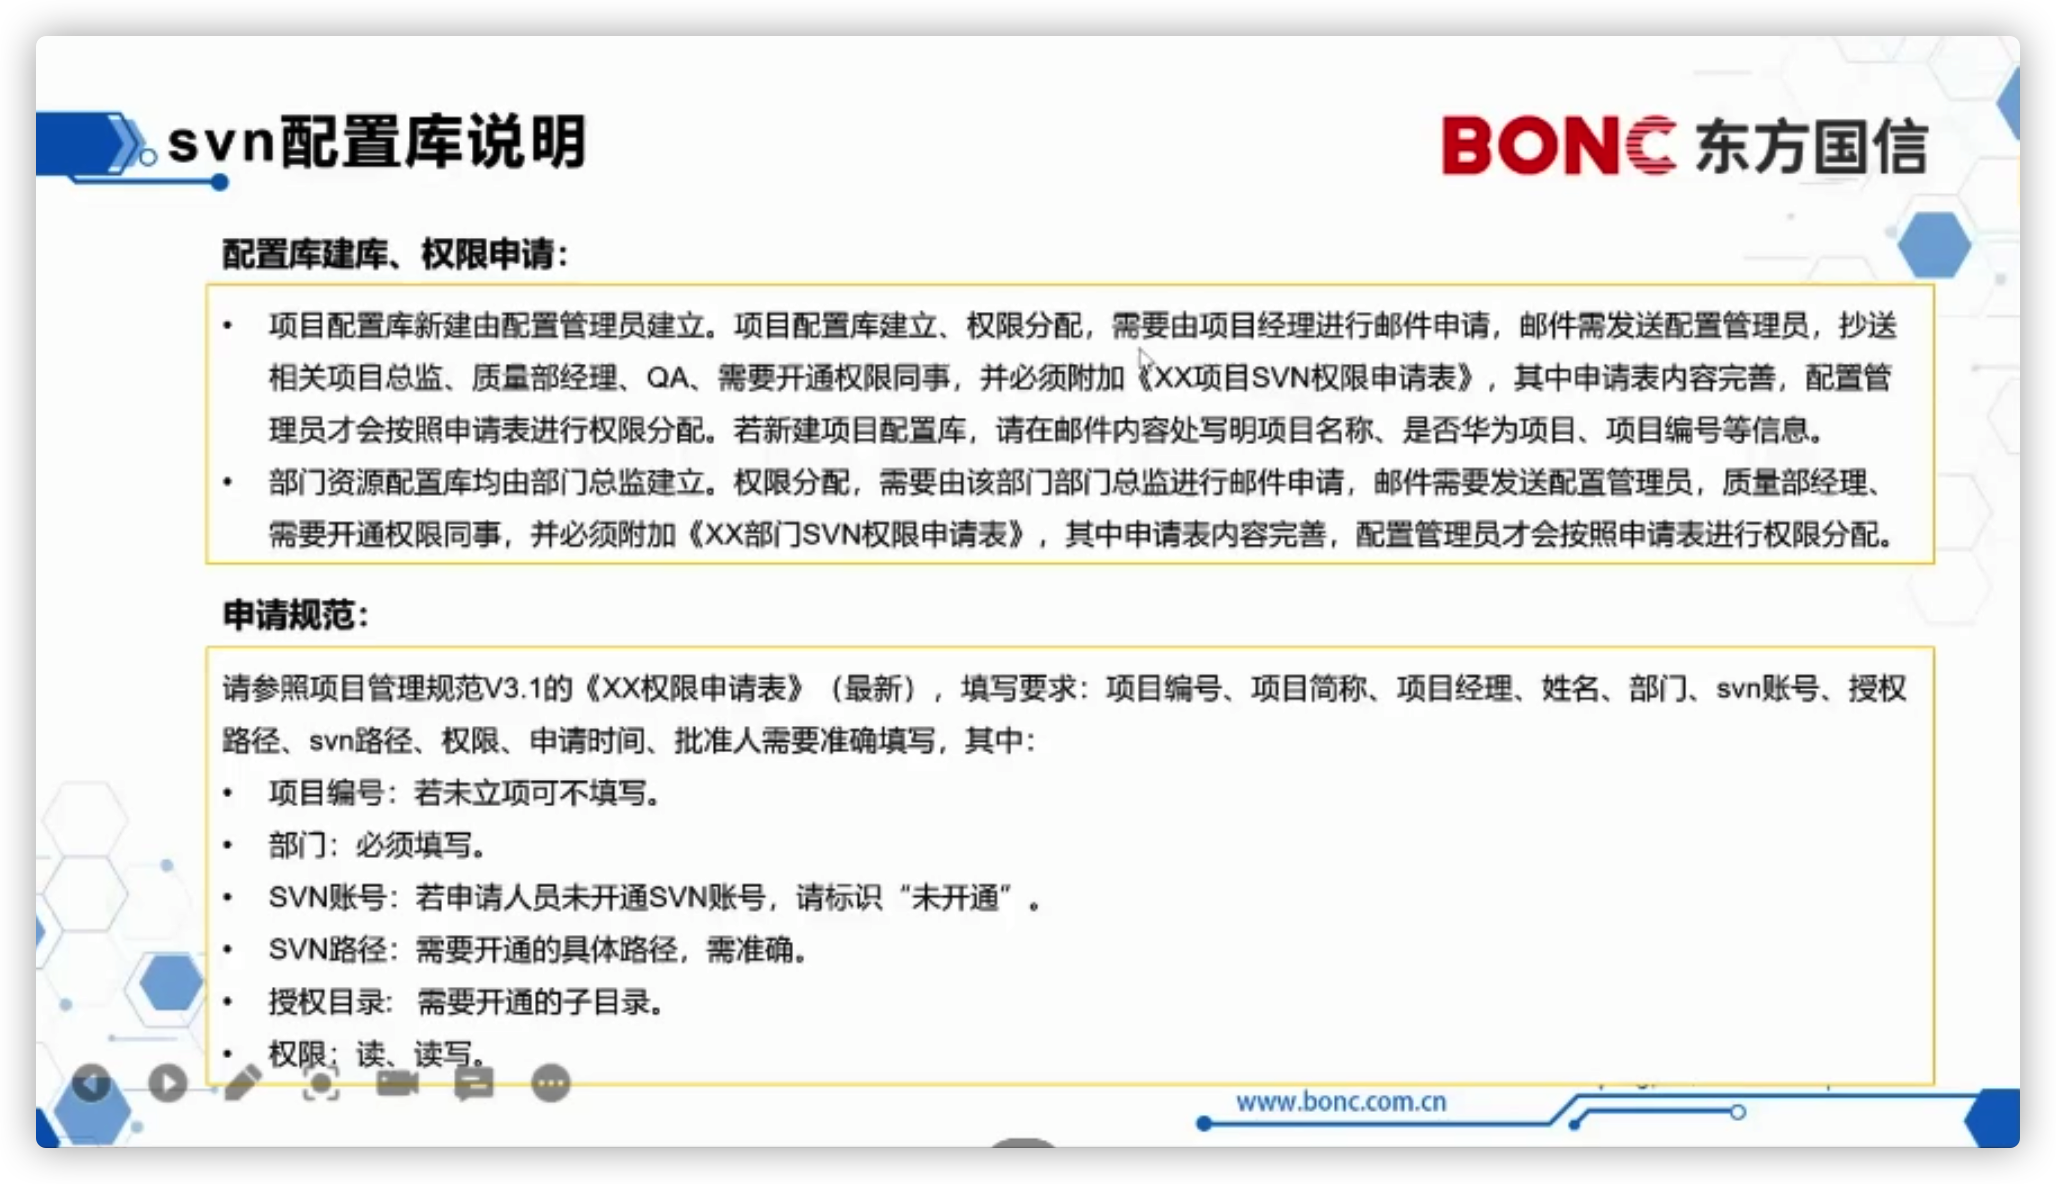 svn配置库说明
BONC 东方国信
配置库建库、权限申请：
• 项目配置库新建由配置管理员建立。项目配置库建立、权限分配，需要由项目经理进行邮件申请，邮件需发送配置管理员，抄送
相关项目总监、质量部经理、QA、需要开通权限同事，并必须附加《XX项目SVN权限申请表》，其中申请表内容完善，配置管
理员才会按照申请表进行权限分配。若新建项目配置库，请在邮件内容处写明项目名称、是否华为项目、项目编号等信息。
• 部门资源配置库均由部门总监建立。权限分配，需要由该部门部门总监进行邮件申请，邮件需要发送配置管理员，质量部经理、
需要开通权限同事，并必须附加《XX部门SVN权限申请表》，其中申请表内容完善，配置管理员才会按照申请表进行权限分配。
申请规范：
请参照项目管理规范V3.1的《XX权限申请表》（最新），填写要求：项目编号、项目简称、项目经理、姓名、部门、svn账号、授权
路径、svn路径、权限、申请时间、批准人需要准确填写，其中：
• 项目编号：若未立项可不填写。
• 部门：必须填写。
• SVN账号：若申请人员未开通SVN账号，请标识“未开通”。
• SVN路径：需要开通的具体路径，需准确。
• 授权目录： 需要开通的子目录。
• 权限：读、读写。
www.bonc.com.cn